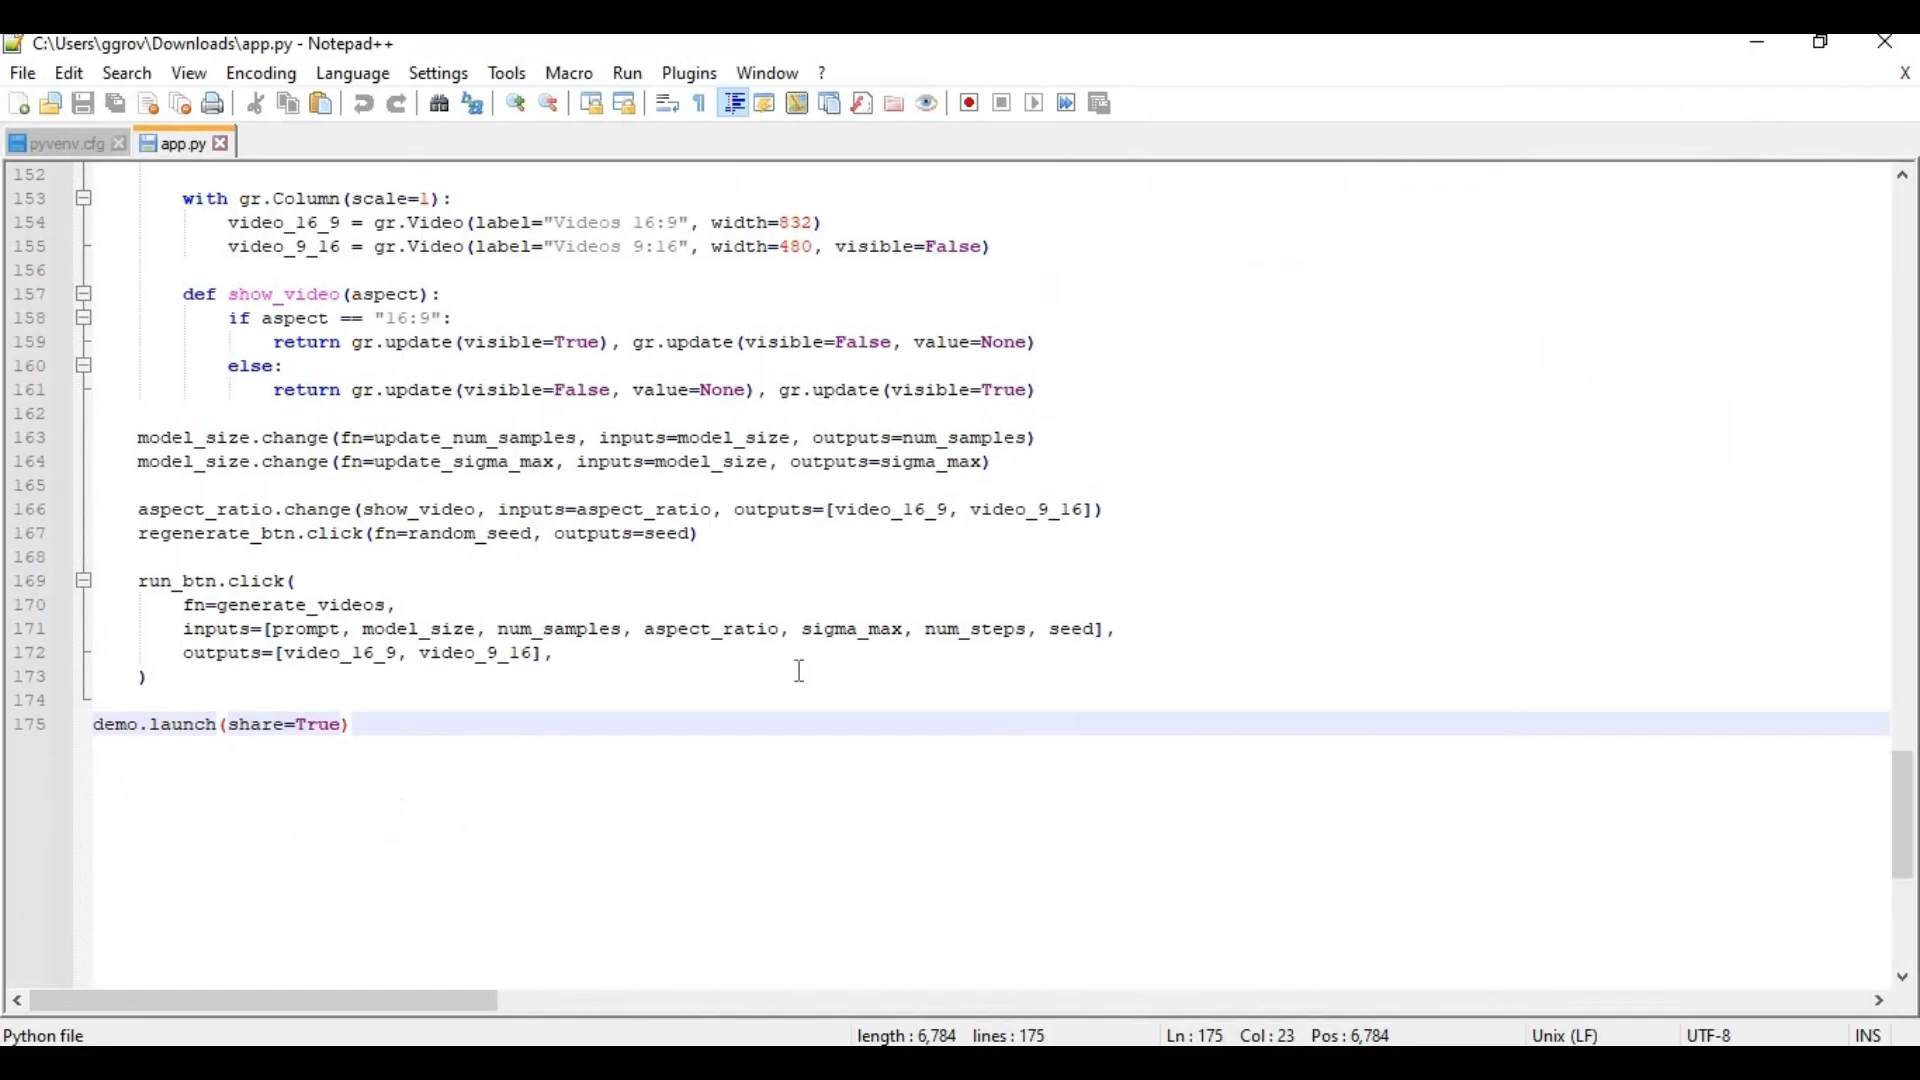 C:\Users\ggrov\Downloads\app.py - Notepad++
File Edit Search View Encoding Language Settings Tools Macro Run Plugins Window ? X
pyvenv.cfg app.py
152
153 with gr.Column(scale=1):
154 video_16_9 = gr.Video(label="Videos 16:9", width=832)
155 video_9_16 = gr.Video(label="Videos 9:16", width=480, visible=False)
156
157 def show_video(aspect):
158 if aspect == "16:9":
159 return gr.update(visible=True), gr.update(visible=False, value=None)
160 else:
161 return gr.update(visible=False, value=None), gr.update(visible=True)
162
163 model_size.change(fn=update_num_samples, inputs=model_size, outputs=num_samples)
164 model_size.change(fn=update_sigma_max, inputs=model_size, outputs=sigma_max)
165
166 aspect_ratio.change(show_video, inputs=aspect_ratio, outputs=[video_16_9, video_9_16])
167 regenerate_btn.click(fn=random_seed, outputs=seed)
168
169 run_btn.click(
170 fn=generate_videos,
171 inputs=[prompt, model_size, num_samples, aspect_ratio, sigma_max, num_steps, seed],
172 outputs=[video_16_9, video_9_16],
173 )
174
175 demo.launch(share=True)
Python file length : 6,784 lines : 175 Ln : 175 Col : 23 Pos : 6,784 Unix (LF) UTF-8 INS